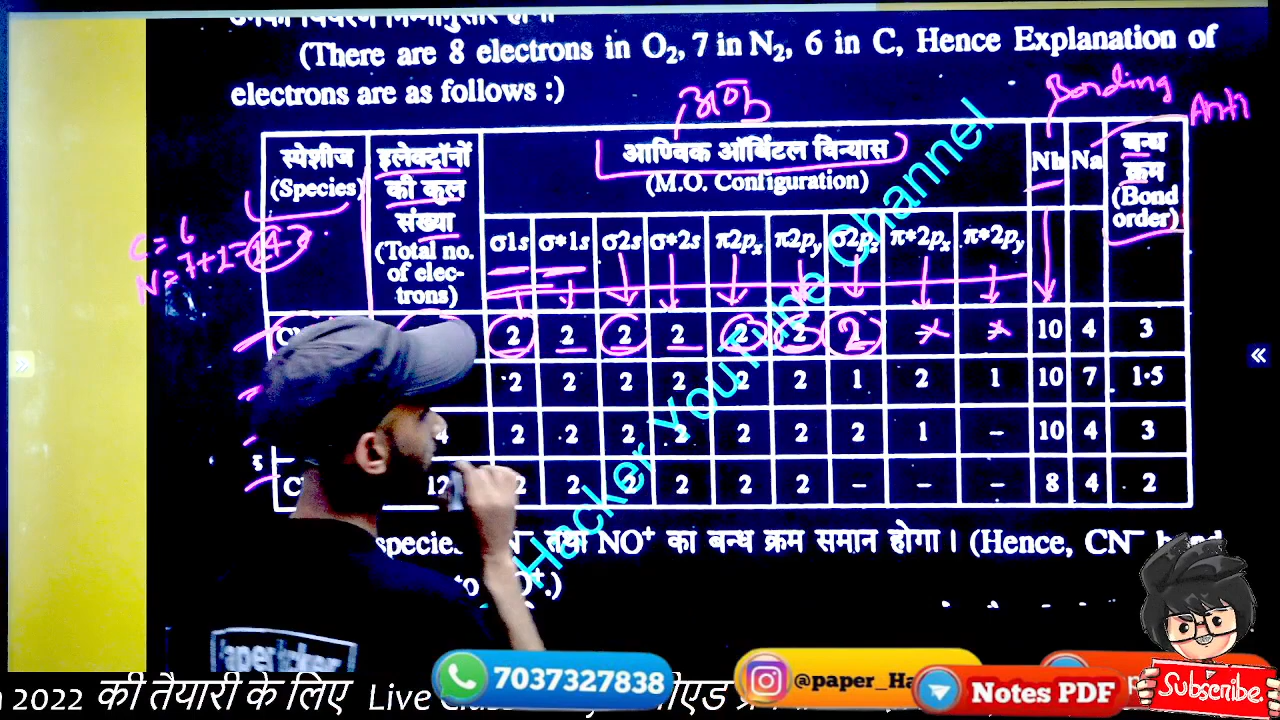 (There are 8 electrons in O₂, 7 in N₂, 6 in C, Hence Explanation of
electrons are as follows :)
Bonding
Anti
स्पेशीज इलेक्ट्रॉनों आण्विक ऑर्बिटल विन्यास Nb Na बन्ध
(Species) की कुल (M.O. Configuration) क्रम
संख्या (Bond
(Total no. order)
of elec-
trons)
σ1s σ*1s σ2s σ*2s π2pₓ π2pᵧ σ2p π*2pₓ π*2pᵧ
C = 6
N = 7+1 = 14
2 2 2 2 2 2 2 × × 10 4 3
2 2 2 2 2 2 1 2 1 10 7 1·5
4 2 2 2 2 2 2 2 1 – 10 4 3
12 2 2 2 2 2 2 – – – 8 4 2
तथा NO⁺ का बन्ध क्रम समान होगा। (Hence, CN⁻
Hacker YouTube Channel
2022 की तैयारी के लिए Live
7037327838
@paper_Ha
Notes PDF
Subscribe